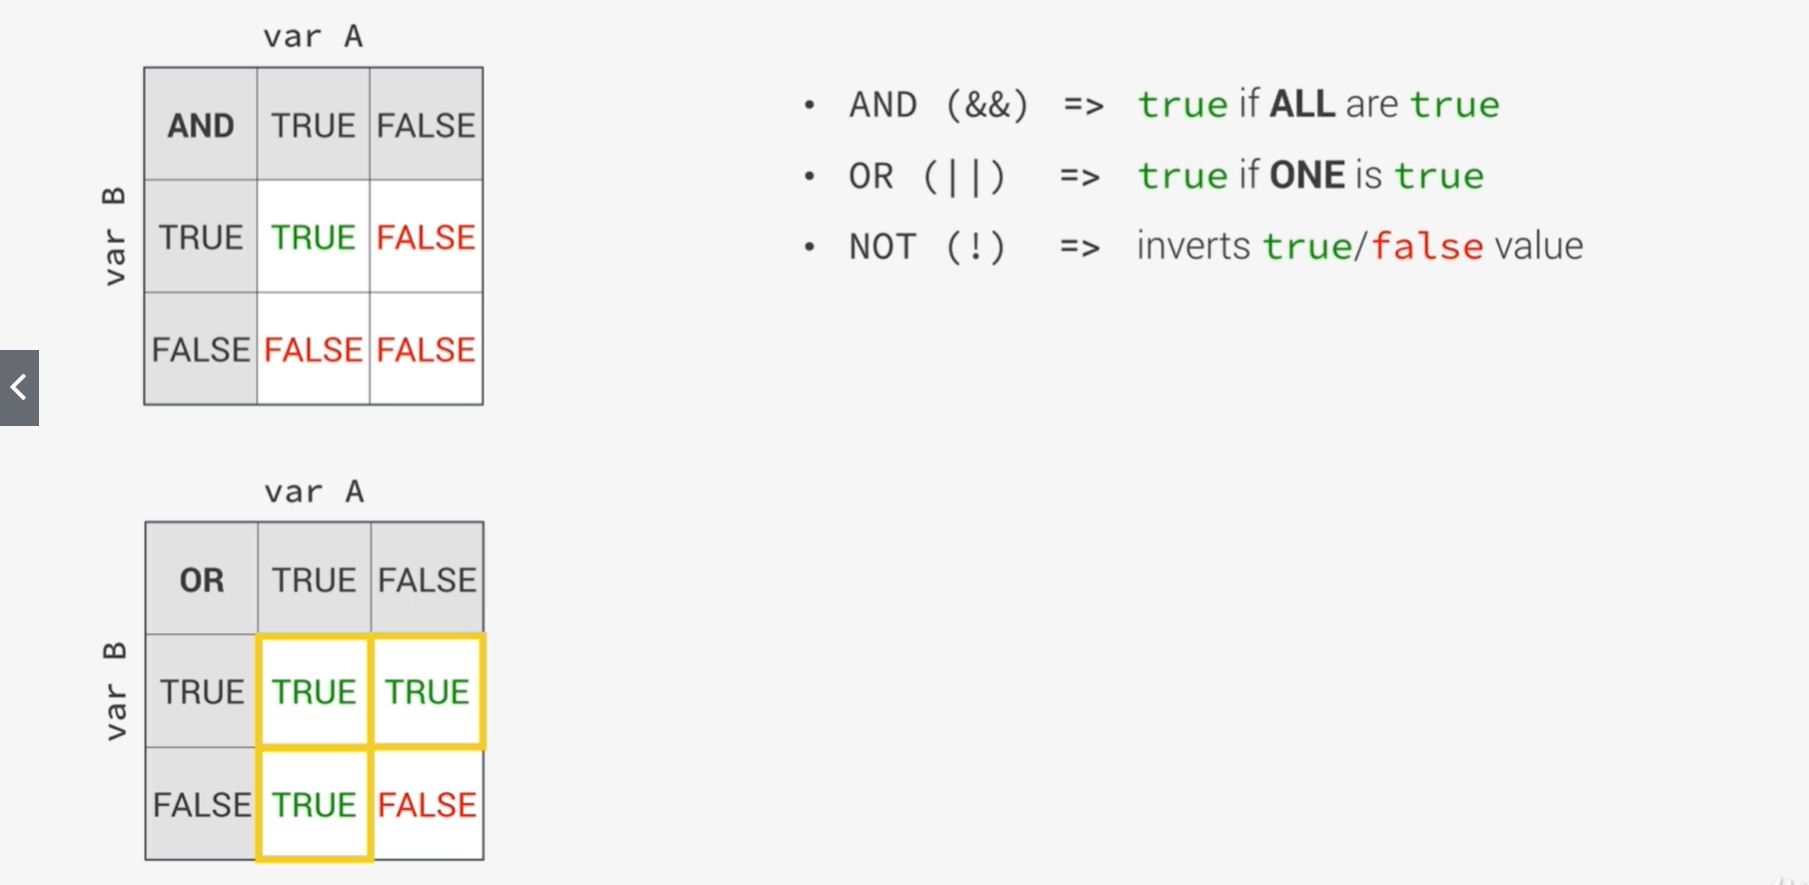 var A
AND TRUE FALSE
var B
TRUE TRUE FALSE
FALSE FALSE FALSE
• AND (&&) => true if ALL are true
• OR (||) => true if ONE is true
• NOT (!) => inverts true/false value
var A
OR TRUE FALSE
var B
TRUE TRUE TRUE
FALSE TRUE FALSE